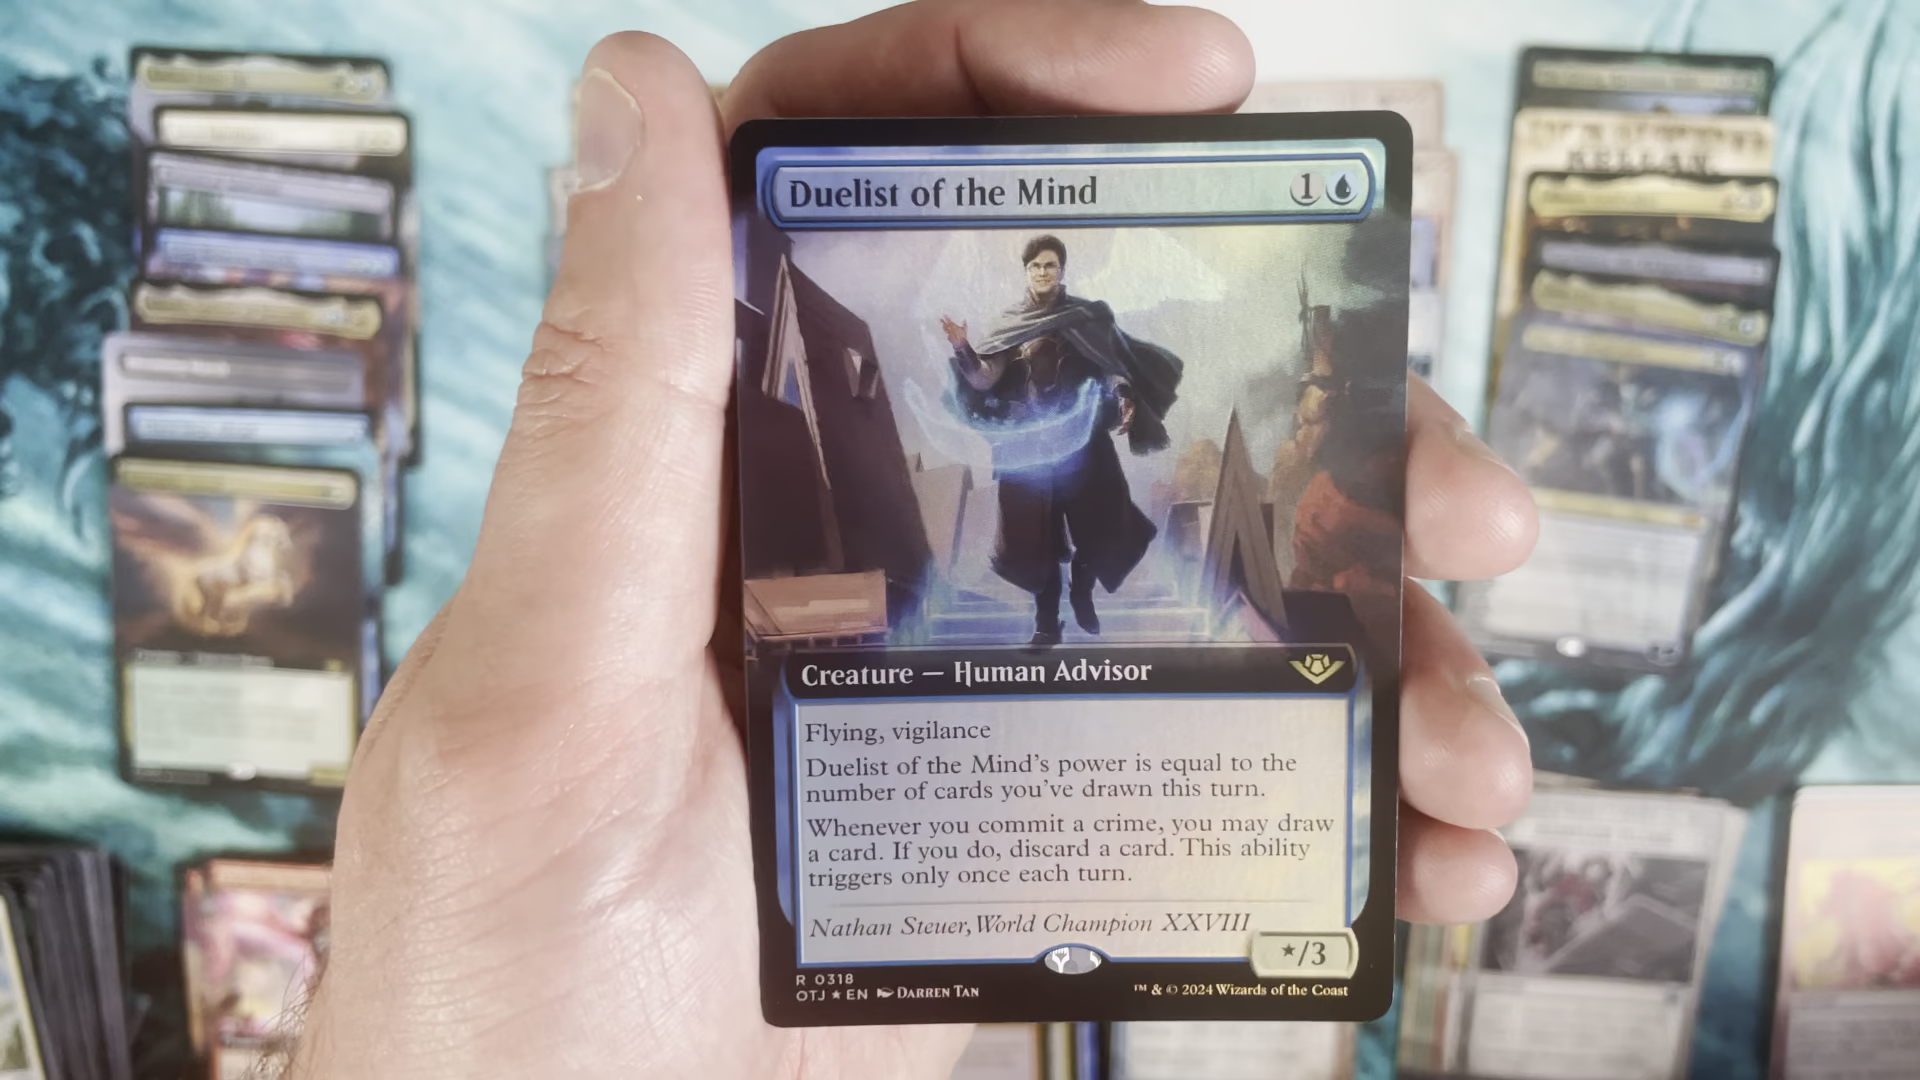 KELLAN
Duelist of the Mind 1
Creature — Human Advisor
Flying, vigilance
Duelist of the Mind's power is equal to the
number of cards you've drawn this turn.
Whenever you commit a crime, you may draw
a card. If you do, discard a card. This ability
triggers only once each turn.
Nathan Steuer, World Champion XXVIII
★/3
R 0318
OTJ ★ EN DARREN TAN
™ & © 2024 Wizards of the Coast